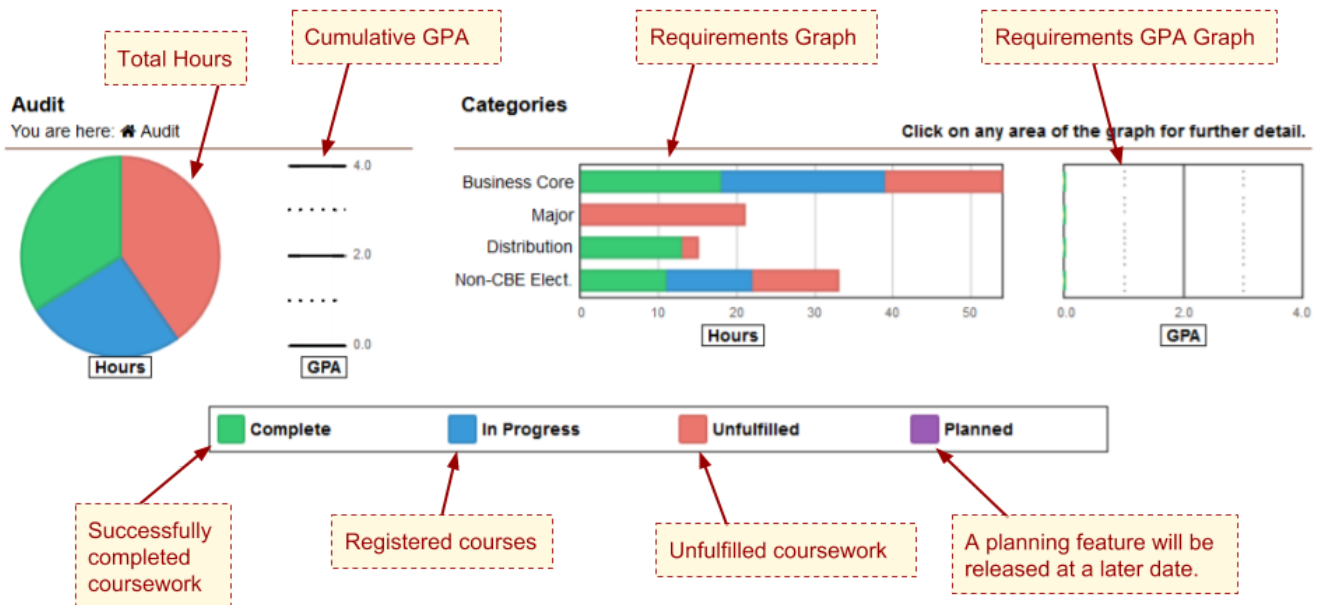 Total Hours
Cumulative GPA
Requirements Graph
Requirements GPA Graph
Audit
You are here: Audit
Categories
Click on any area of the graph for further detail.
4.0
2.0
0.0
Hours
GPA
Business Core
Major
Distribution
Non-CBE Elect.
0 10 20 30 40 50
Hours
0.0 2.0 4.0
GPA
Complete In Progress Unfulfilled Planned
Successfully
completed
coursework
Registered courses
Unfulfilled coursework
A planning feature will be
released at a later date.